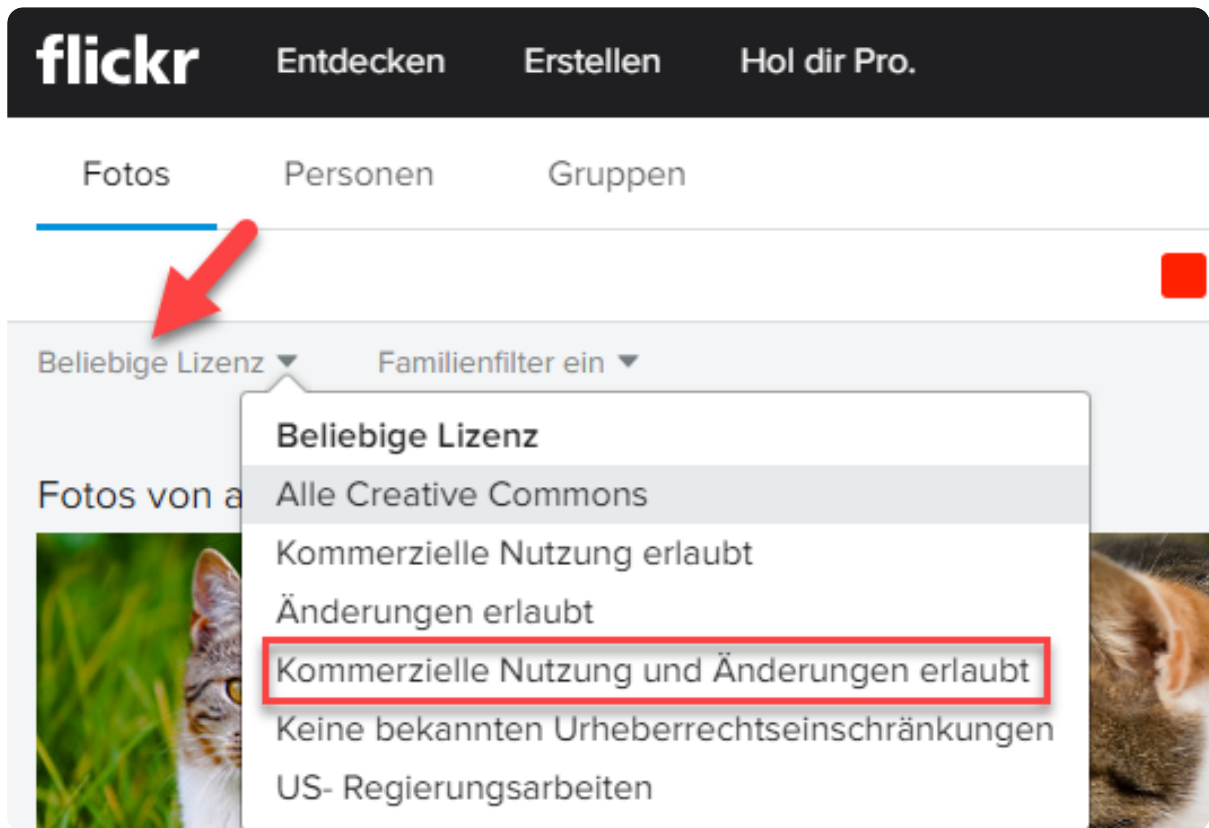 flickr Entdecken Erstellen Hol dir Pro.
Fotos Personen Gruppen
Beliebige Lizenz Familienfilter ein
Beliebige Lizenz
Fotos von a
Alle Creative Commons
Kommerzielle Nutzung erlaubt
Änderungen erlaubt
Kommerzielle Nutzung und Änderungen erlaubt
Keine bekannten Urheberrechtseinschränkungen
US- Regierungsarbeiten